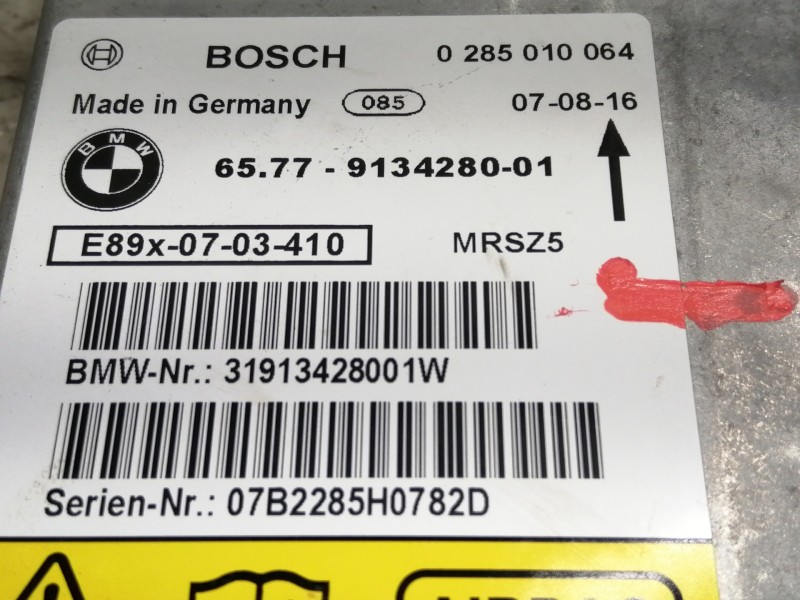 BOSCH 0 285 010 064
Made in Germany 085 07-08-16
BMW
65.77 - 9134280-01
E89x-07-03-410 MRSZ5
BMW-Nr.: 31913428001W
Serien-Nr.: 07B2285H0782D